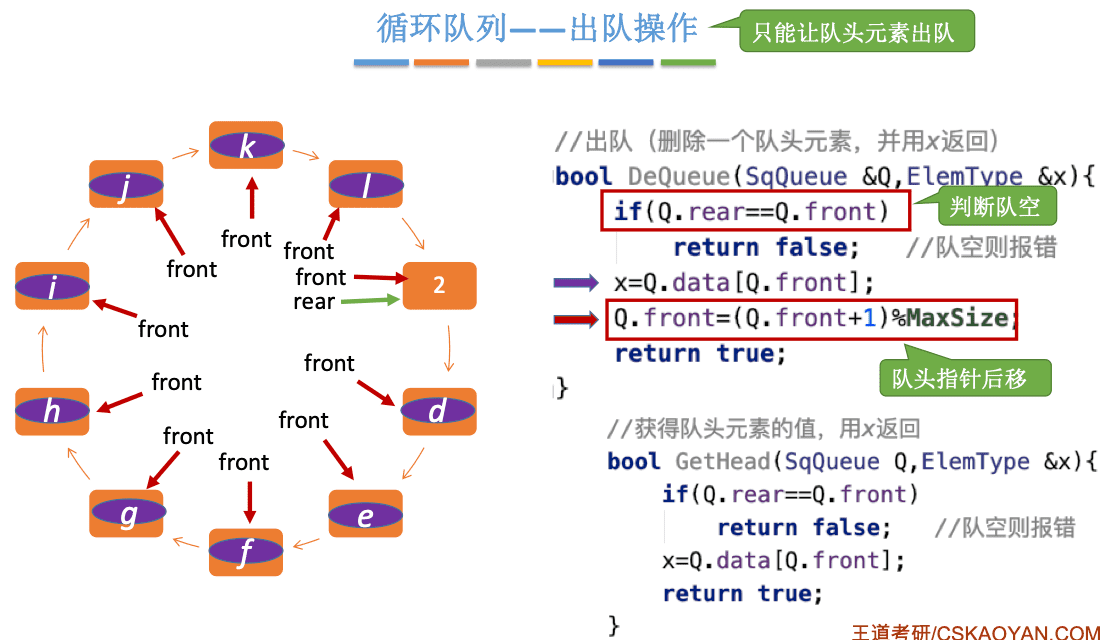 循环队列——出队操作
只能让队头元素出队
k
j
l
front
front
front
front
rear
2
i
front
front
front
h
d
front
front
front
g
e
f
//出队（删除一个队头元素，并用x返回）
bool DeQueue(SqQueue &Q,ElemType &x){
if(Q.rear==Q.front)
判断队空
return false; //队空则报错
x=Q.data[Q.front];
Q.front=(Q.front+1)%MaxSize;
return true;
队头指针后移
}
//获得队头元素的值，用x返回
bool GetHead(SqQueue Q,ElemType &x){
if(Q.rear==Q.front)
return false; //队空则报错
x=Q.data[Q.front];
return true;
}
王道考研/CSKAOYAN.COM